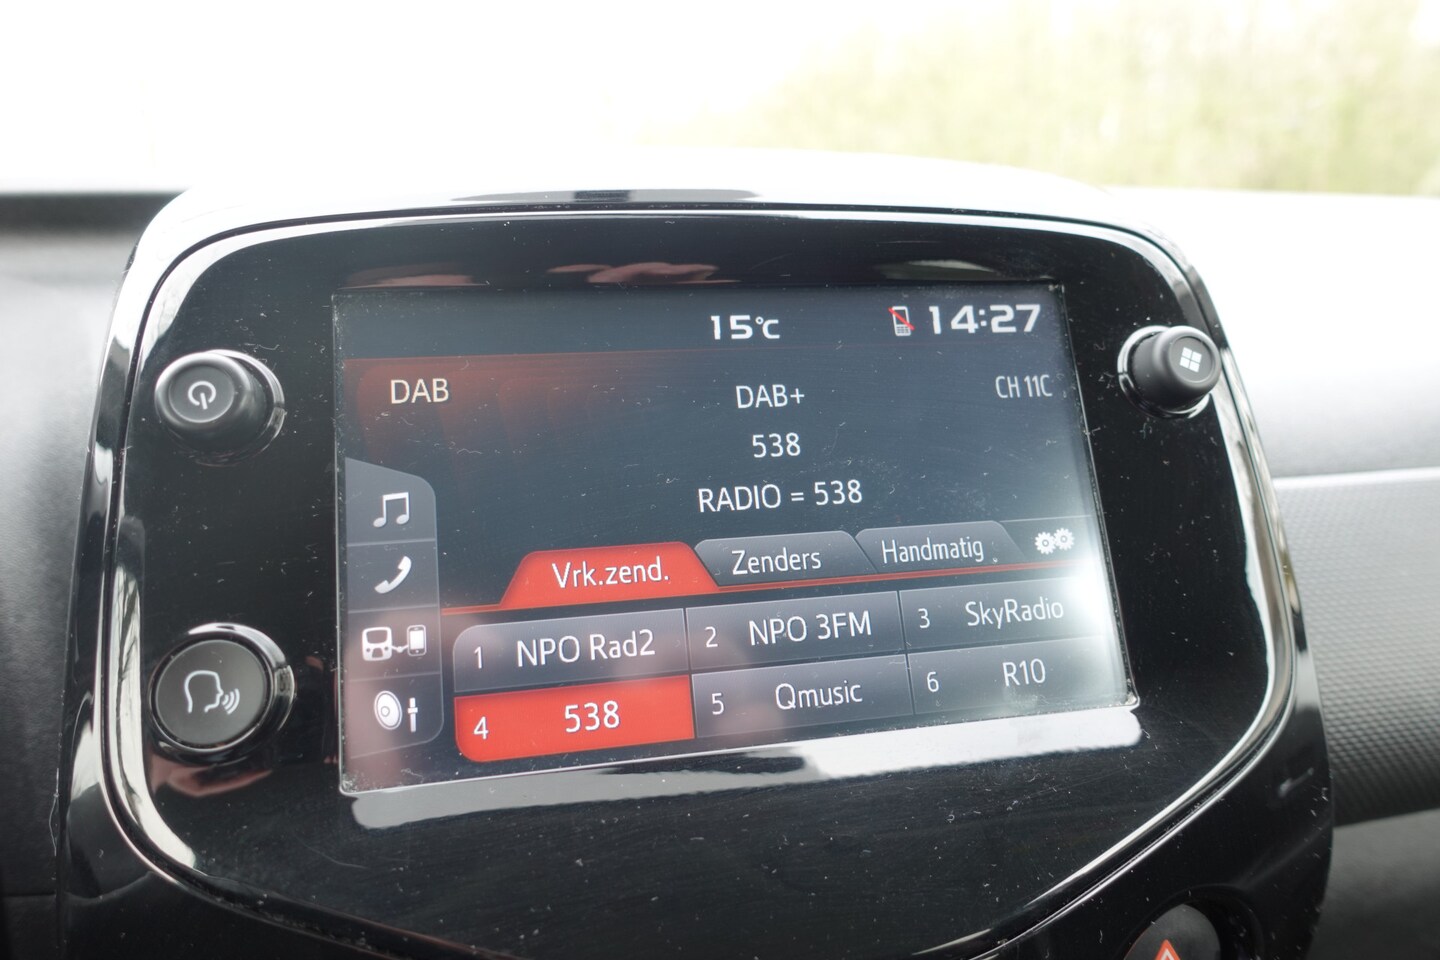 15°C 14:27
DAB DAB+ CH 11C
538
RADIO = 538
Vrk.zend. Zenders Handmatig
1 NPO Rad2 2 NPO 3FM 3 SkyRadio
4 538 5 Qmusic 6 R10